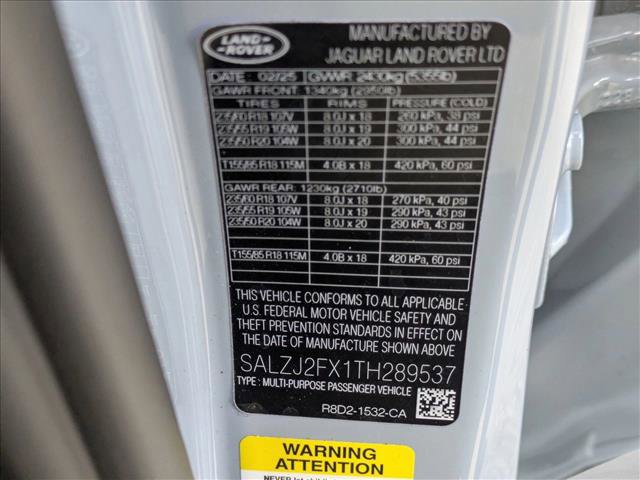 LAND-
ROVER
MANUFACTURED BY
JAGUAR LAND ROVER LTD
DATE: 02/25 GVWR: 2430kg (5355lb)
GAWR FRONT: 1340kg (2950lb)
TIRES RIMS PRESSURE (COLD)
235/60 R18 107V 8.0J x 18 260 kPa, 38 psi
235/55 R19 105W 8.0J x 19 300 kPa, 44 psi
235/50 R20 104W 8.0J x 20 300 kPa, 44 psi
T155/85 R18 115M 4.0B x 18 420 kPa, 60 psi
GAWR REAR: 1230kg (2710lb)
235/60 R18 107V 8.0J x 18 270 kPa, 40 psi
235/55 R19 105W 8.0J x 19 290 kPa, 43 psi
235/50 R20 104W 8.0J x 20 290 kPa, 43 psi
T155/85 R18 115M 4.0B x 18 420 kPa, 60 psi
THIS VEHICLE CONFORMS TO ALL APPLICABLE
U.S. FEDERAL MOTOR VEHICLE SAFETY AND
THEFT PREVENTION STANDARDS IN EFFECT ON
THE DATE OF MANUFACTURE SHOWN ABOVE
SALZJ2FX1TH289537
TYPE: MULTI-PURPOSE PASSENGER VEHICLE
R8D2-1532-CA
WARNING
ATTENTION
NEVER